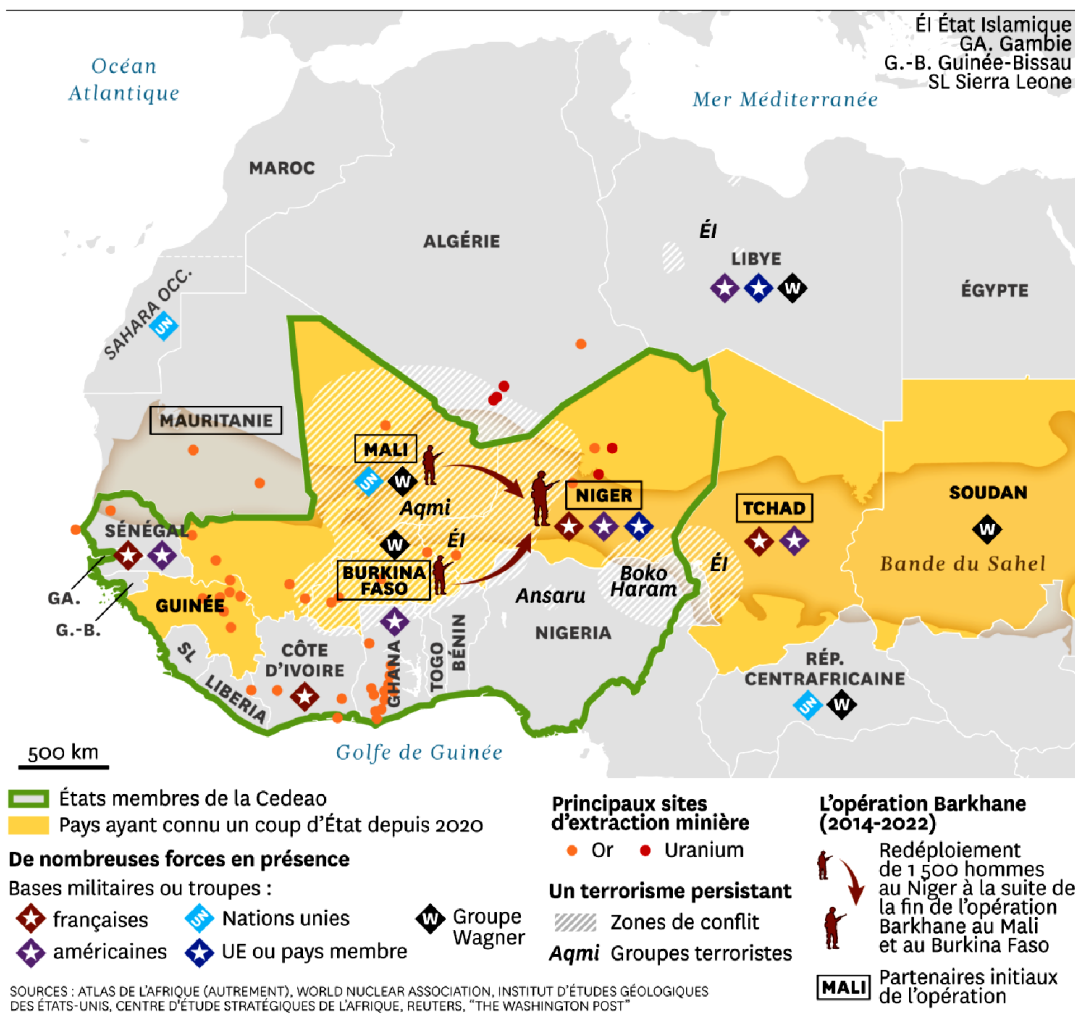 ÉI État Islamique
GA. Gambie
G.-B. Guinée-Bissau
SL Sierra Leone
Océan
Atlantique
Mer Méditerranée
MAROC
ALGÉRIE
ÉI
LIBYE
W
ÉGYPTE
SAHARA OCC.
UN
MAURITANIE
MALI
UN
W
Aqmi
NIGER
TCHAD
SOUDAN
W
Bande du Sahel
SÉNÉGAL
W
ÉI
BURKINA
FASO
ÉI
Boko
Haram
Ansaru
GA.
G.-B.
GUINÉE
NIGERIA
SL
LIBERIA
CÔTE
D'IVOIRE
GHANA
TOGO
BÉNIN
RÉP.
CENTRAFRICAINE
UN
W
Golfe de Guinée
500 km
États membres de la Cedeao
Pays ayant connu un coup d'État depuis 2020
De nombreuses forces en présence
Bases militaires ou troupes :
françaises
UN Nations unies
W Groupe
Wagner
américaines
UE ou pays membre
Principaux sites
d'extraction minière
Or
Uranium
Un terrorisme persistant
Zones de conflit
Aqmi Groupes terroristes
L'opération Barkhane
(2014-2022)
Redéploiement
de 1 500 hommes
au Niger à la suite de
la fin de l'opération
Barkhane au Mali
et au Burkina Faso
MALI Partenaires initiaux
de l'opération
SOURCES : ATLAS DE L'AFRIQUE (AUTREMENT), WORLD NUCLEAR ASSOCIATION, INSTITUT D'ÉTUDES GÉOLOGIQUES
DES ÉTATS-UNIS, CENTRE D'ÉTUDE STRATÉGIQUES DE L'AFRIQUE, REUTERS, "THE WASHINGTON POST"